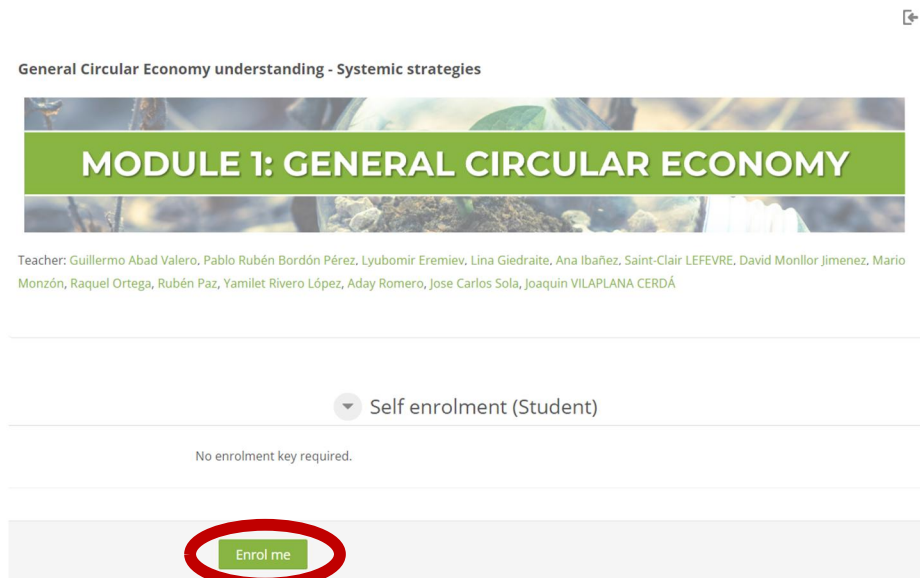 General Circular Economy understanding - Systemic strategies
MODULE 1: GENERAL CIRCULAR ECONOMY
Teacher: Guillermo Abad Valero, Pablo Rubén Bordón Pérez, Lyubomir Eremiev, Lina Giedraite, Ana Ibañez, Saint-Clair LEFEVRE, David Monllor Jimenez, Mario
Monzón, Raquel Ortega, Rubén Paz, Yamilet Rivero López, Aday Romero, Jose Carlos Sola, Joaquin VILAPLANA CERDÁ
Self enrolment (Student)
No enrolment key required.
Enrol me